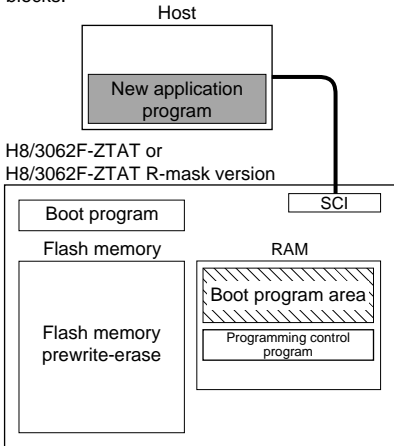 blocks.
Host
New application
program
H8/3062F-ZTAT or
H8/3062F-ZTAT R-mask version
SCI
Boot program
Flash memory
RAM
Boot program area
Programming control
program
Flash memory
prewrite-erase